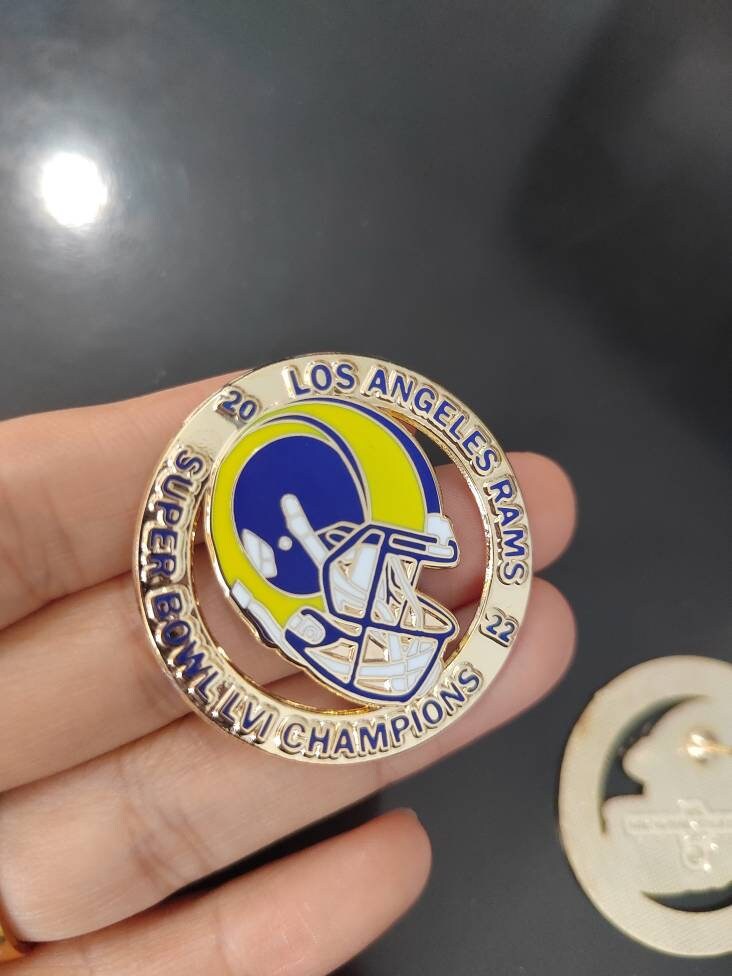 20
LOS ANGELES RAMS
22
SUPER BOWL LVI CHAMPIONS